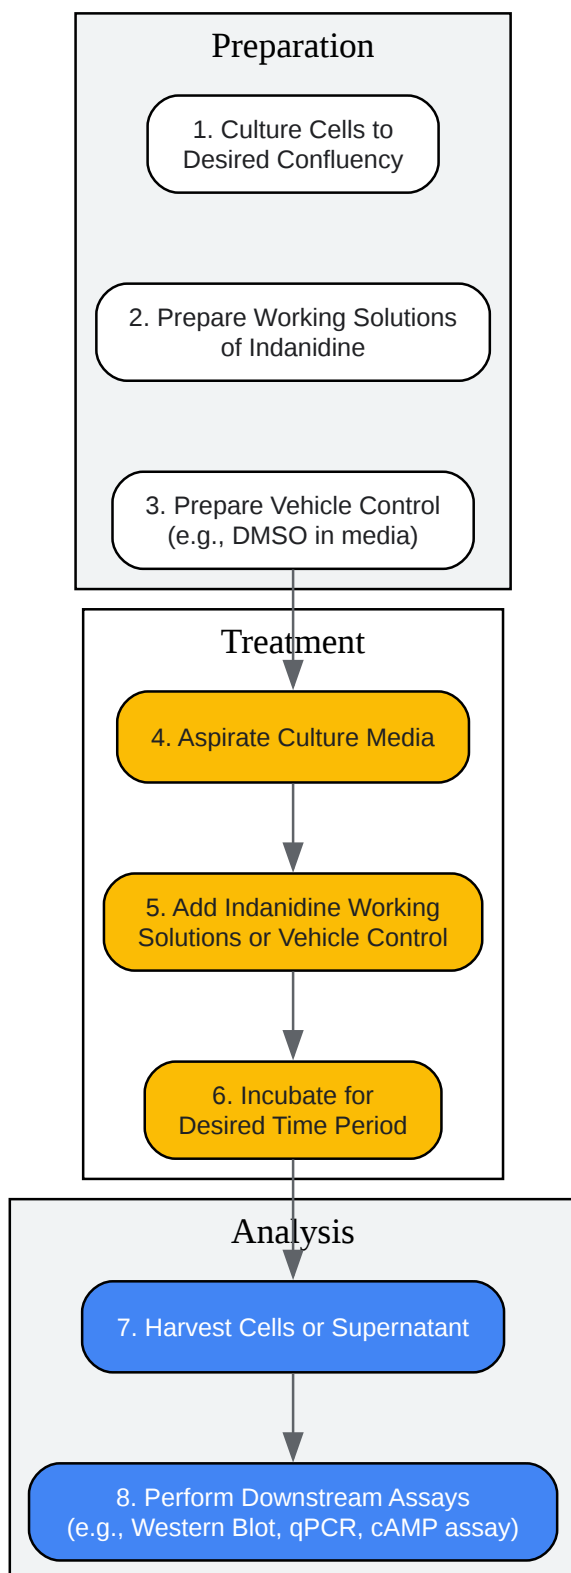 Preparation
1. Culture Cells to
Desired Confluency
2. Prepare Working Solutions
of Indanidine
3. Prepare Vehicle Control
(e.g., DMSO in media)
Treatment
4. Aspirate Culture Media
5. Add Indanidine Working
Solutions or Vehicle Control
6. Incubate for
Desired Time Period
Analysis
7. Harvest Cells or Supernatant
8. Perform Downstream Assays
(e.g., Western Blot, qPCR, cAMP assay)